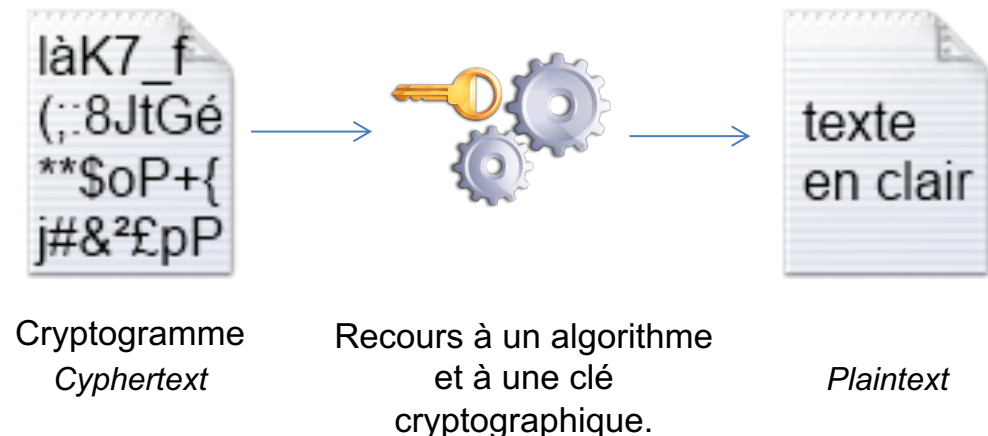 làK7_f
(;:8JtGé
**$oP+{
j#&²£pP
texte
en clair
Cryptogramme
Cyphertext
Recours à un algorithme
et à une clé
cryptographique.
Plaintext